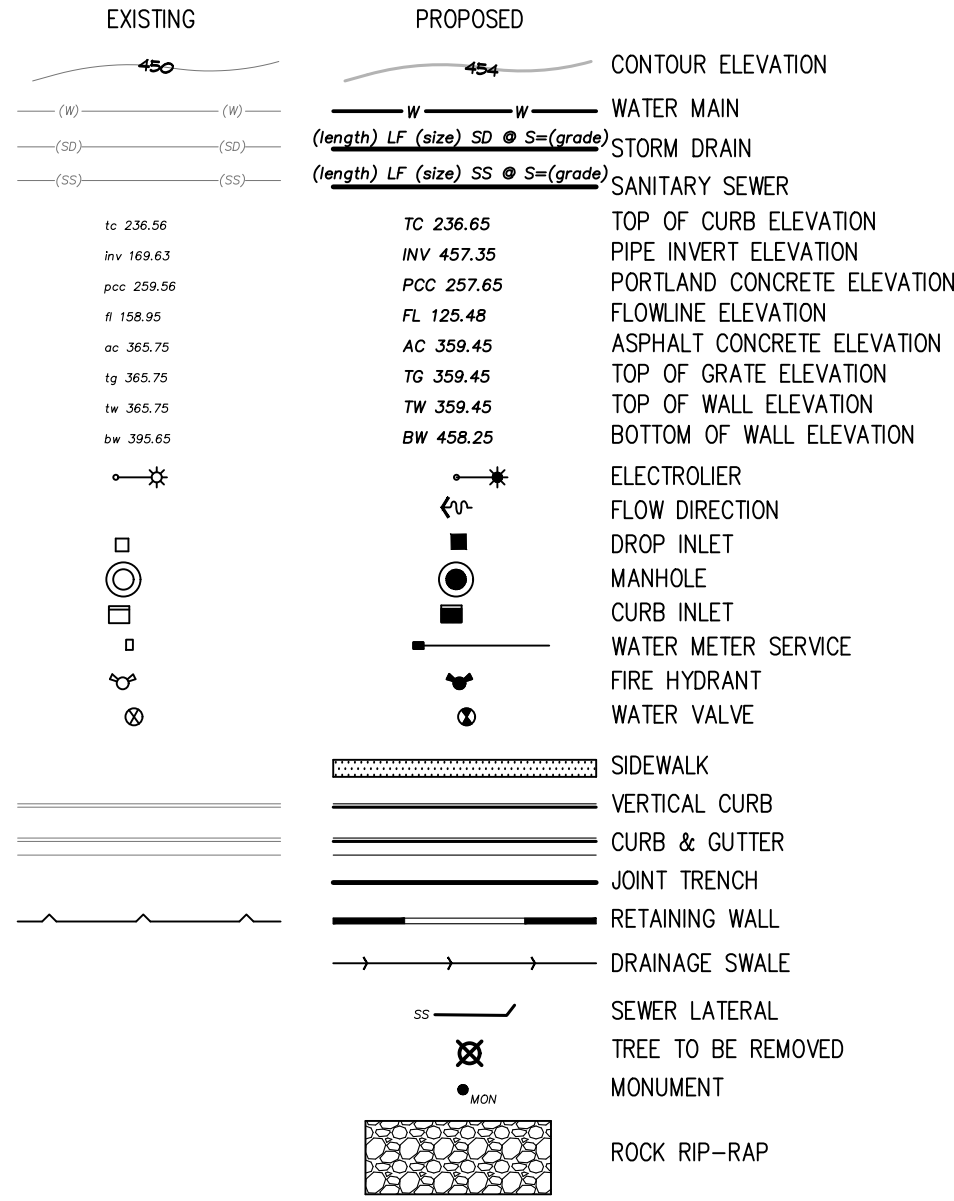 EXISTING PROPOSED
450 454 CONTOUR ELEVATION
(W) (W) W W WATER MAIN
(SD) (SD) (length) LF (size) SD @ S=(grade) STORM DRAIN
(SS) (SS) (length) LF (size) SS @ S=(grade) SANITARY SEWER
tc 236.56 TC 236.65 TOP OF CURB ELEVATION
inv 169.63 INV 457.35 PIPE INVERT ELEVATION
pcc 259.56 PCC 257.65 PORTLAND CONCRETE ELEVATION
fl 158.95 FL 125.48 FLOWLINE ELEVATION
ac 365.75 AC 359.45 ASPHALT CONCRETE ELEVATION
tg 365.75 TG 359.45 TOP OF GRATE ELEVATION
tw 365.75 TW 359.45 TOP OF WALL ELEVATION
bw 395.65 BW 458.25 BOTTOM OF WALL ELEVATION
ELECTROLIER
FLOW DIRECTION
DROP INLET
MANHOLE
CURB INLET
WATER METER SERVICE
FIRE HYDRANT
WATER VALVE
SIDEWALK
VERTICAL CURB
CURB & GUTTER
JOINT TRENCH
RETAINING WALL
DRAINAGE SWALE
SS SEWER LATERAL
TREE TO BE REMOVED
MON MONUMENT
ROCK RIP-RAP